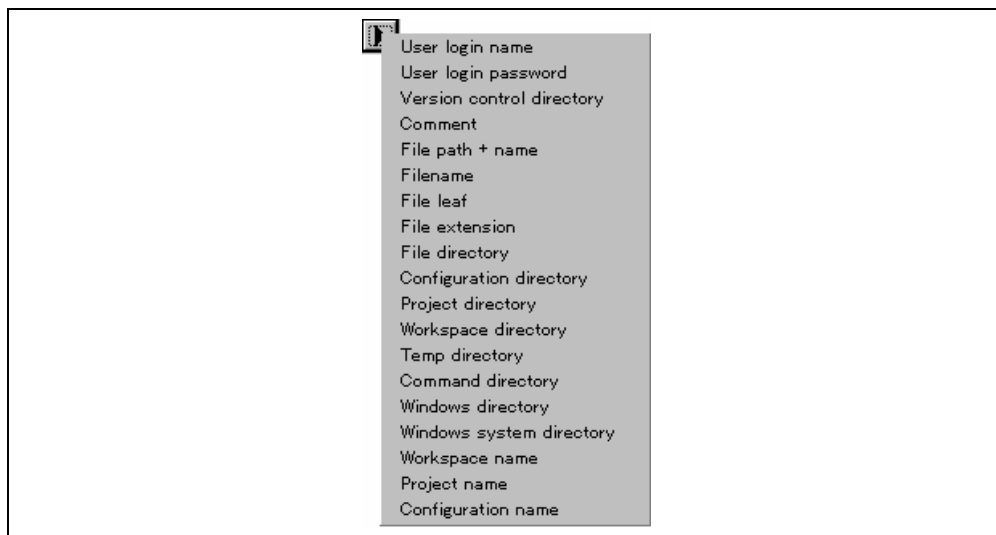 User login name
User login password
Version control directory
Comment
File path + name
Filename
File leaf
File extension
File directory
Configuration directory
Project directory
Workspace directory
Temp directory
Command directory
Windows directory
Windows system directory
Workspace name
Project name
Configuration name